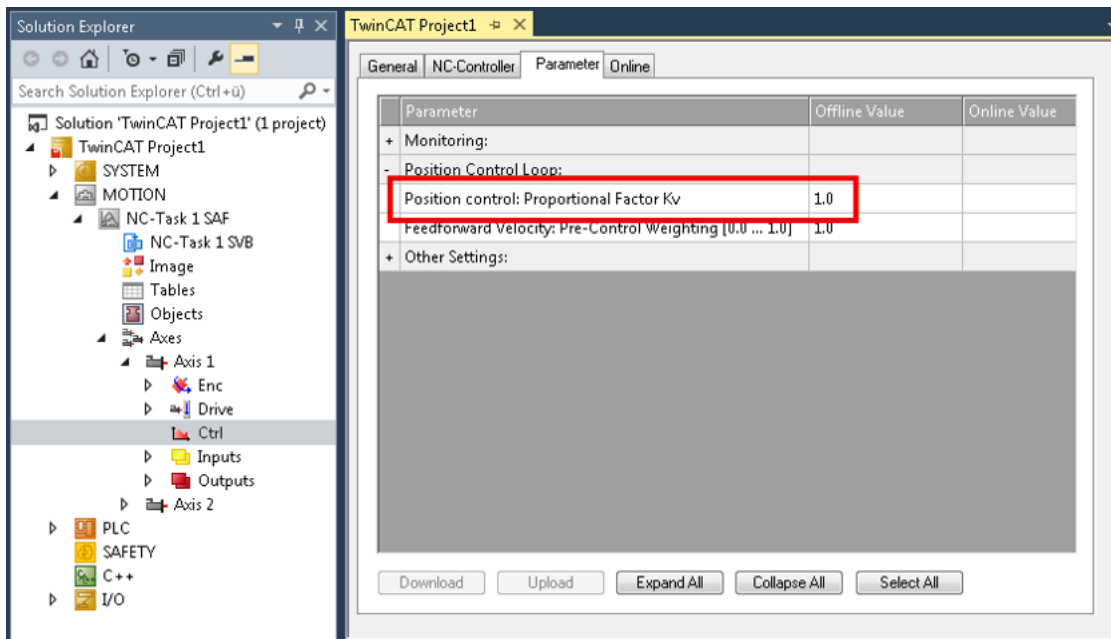 Solution Explorer
Search Solution Explorer (Ctrl+ü)
Solution 'TwinCAT Project1' (1 project)
TwinCAT Project1
SYSTEM
MOTION
NC-Task 1 SAF
NC-Task 1 SVB
Image
Tables
Objects
Axes
Axis 1
Enc
Drive
Ctrl
Inputs
Outputs
Axis 2
PLC
SAFETY
C++
I/O
TwinCAT Project1
General NC-Controller Parameter Online
Parameter Offline Value Online Value
+ Monitoring:
- Position Control Loop:
Position control: Proportional Factor Kv 1.0
Feedforward Velocity: Pre-Control Weighting [0.0 ... 1.0] 1.0
+ Other Settings:
Download Upload Expand All Collapse All Select All